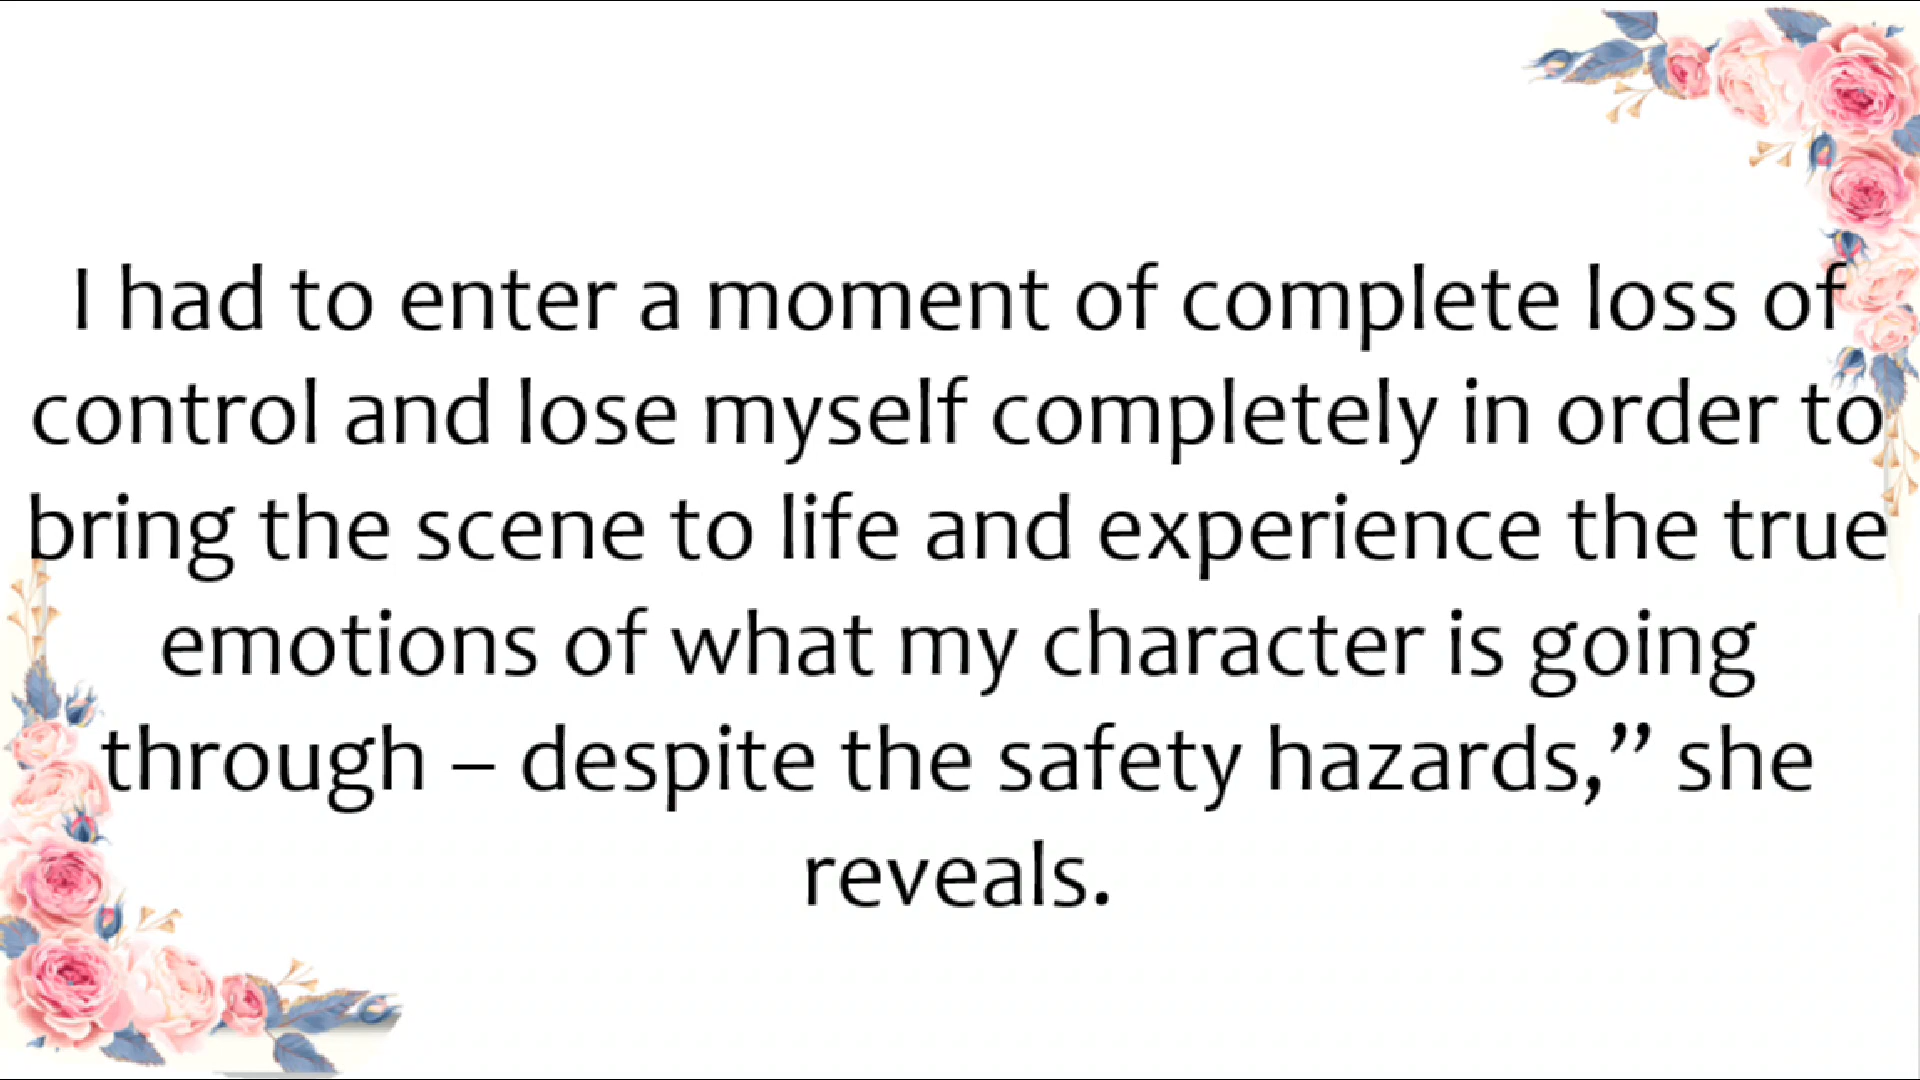 I had to enter a moment of complete loss of
control and lose myself completely in order to
bring the scene to life and experience the true
emotions of what my character is going
through – despite the safety hazards,” she
reveals.